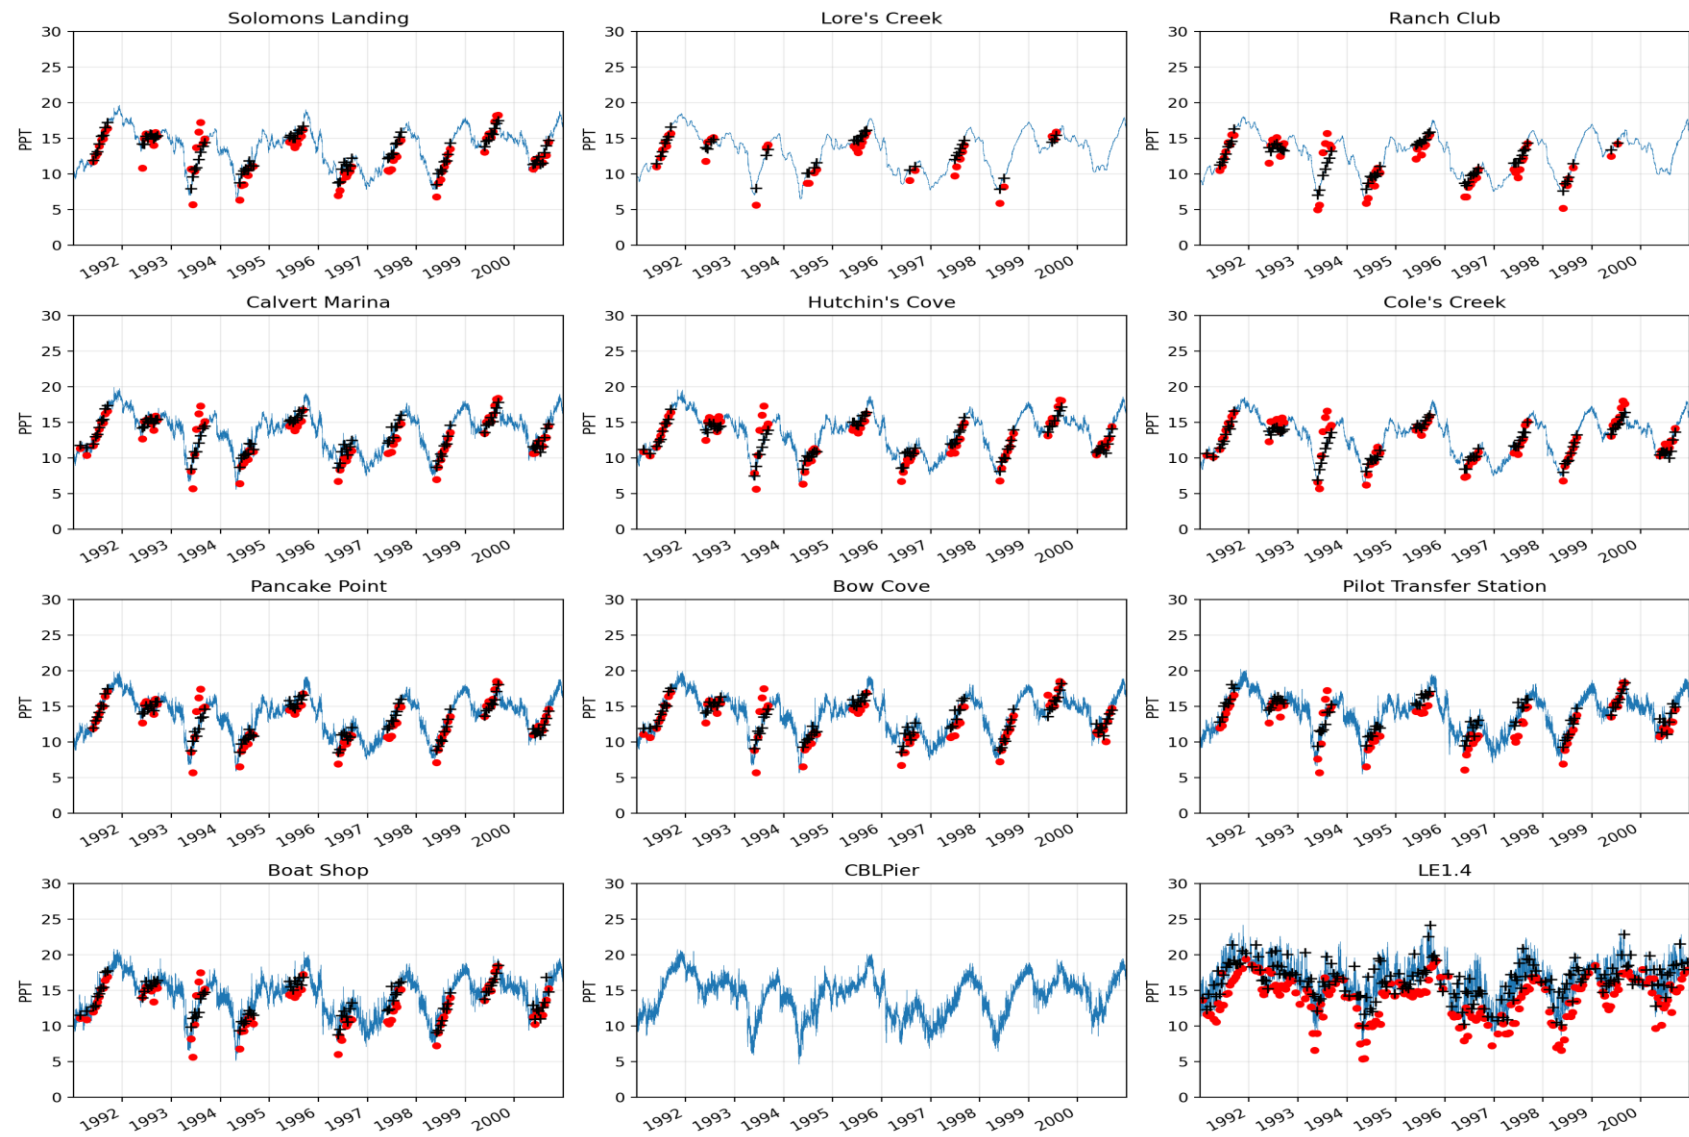 Solomons Landing
30
25
20
15
10
5
0
PPT
1992 1993 1994 1995 1996 1997 1998 1999 2000
Lore's Creek
30
25
20
15
10
5
0
PPT
1992 1993 1994 1995 1996 1997 1998 1999 2000
Ranch Club
30
25
20
15
10
5
0
PPT
1992 1993 1994 1995 1996 1997 1998 1999 2000
Calvert Marina
30
25
20
15
10
5
0
PPT
1992 1993 1994 1995 1996 1997 1998 1999 2000
Hutchin's Cove
30
25
20
15
10
5
0
PPT
1992 1993 1994 1995 1996 1997 1998 1999 2000
Cole's Creek
30
25
20
15
10
5
0
PPT
1992 1993 1994 1995 1996 1997 1998 1999 2000
Pancake Point
30
25
20
15
10
5
0
PPT
1992 1993 1994 1995 1996 1997 1998 1999 2000
Bow Cove
30
25
20
15
10
5
0
PPT
1992 1993 1994 1995 1996 1997 1998 1999 2000
Pilot Transfer Station
30
25
20
15
10
5
0
PPT
1992 1993 1994 1995 1996 1997 1998 1999 2000
Boat Shop
30
25
20
15
10
5
0
PPT
1992 1993 1994 1995 1996 1997 1998 1999 2000
CBLPier
30
25
20
15
10
5
0
PPT
1992 1993 1994 1995 1996 1997 1998 1999 2000
LE1.4
30
25
20
15
10
5
0
PPT
1992 1993 1994 1995 1996 1997 1998 1999 2000